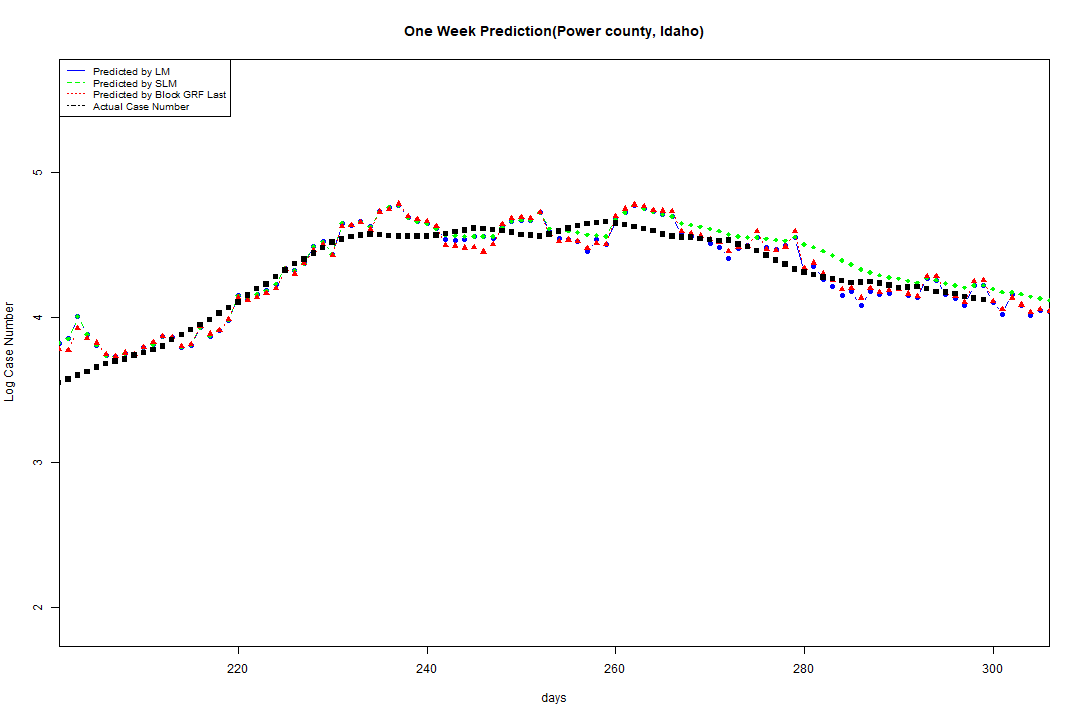 One Week Prediction(Power county, Idaho)
Predicted by LM
Predicted by SLM
Predicted by Block GRF Last
Actual Case Number
5
4
3
2
Log Case Number
220 240 260 280 300
days